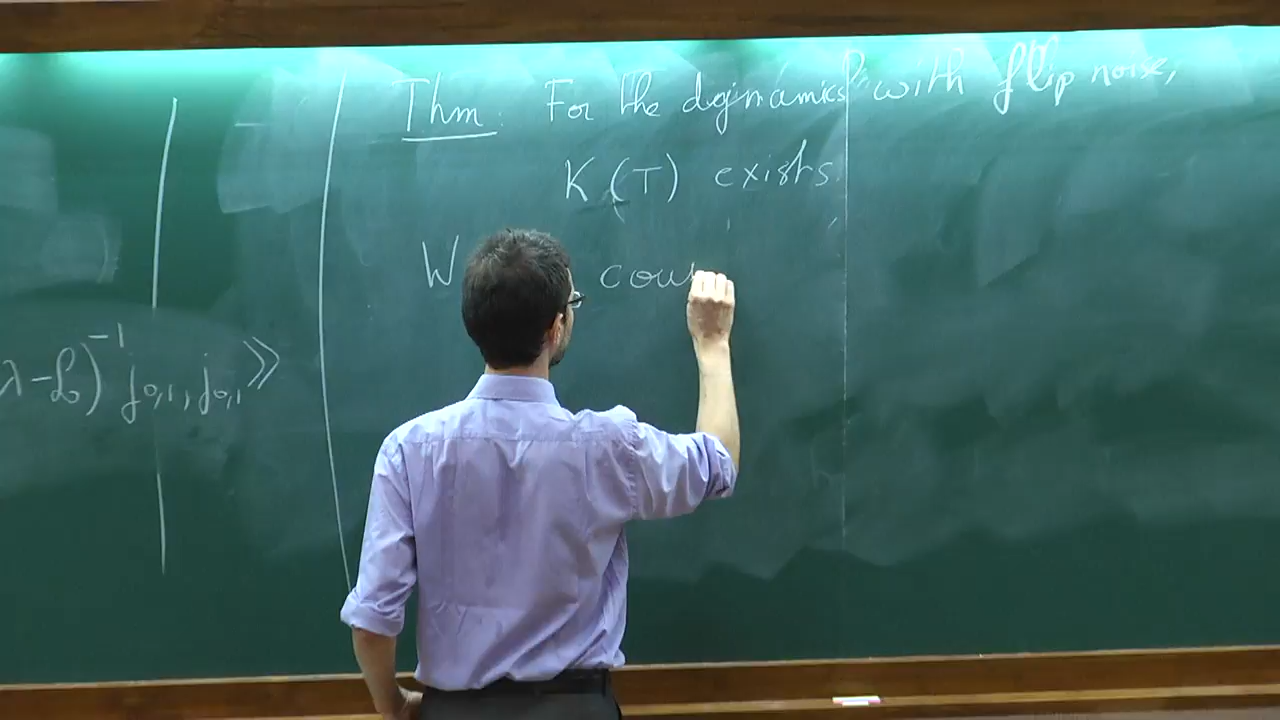 λ-𝓛)⁻¹ j₀,₁, j₀,₁ ≫
Thm: For the dynamics with flip noise,
K(T) exists.
W cou